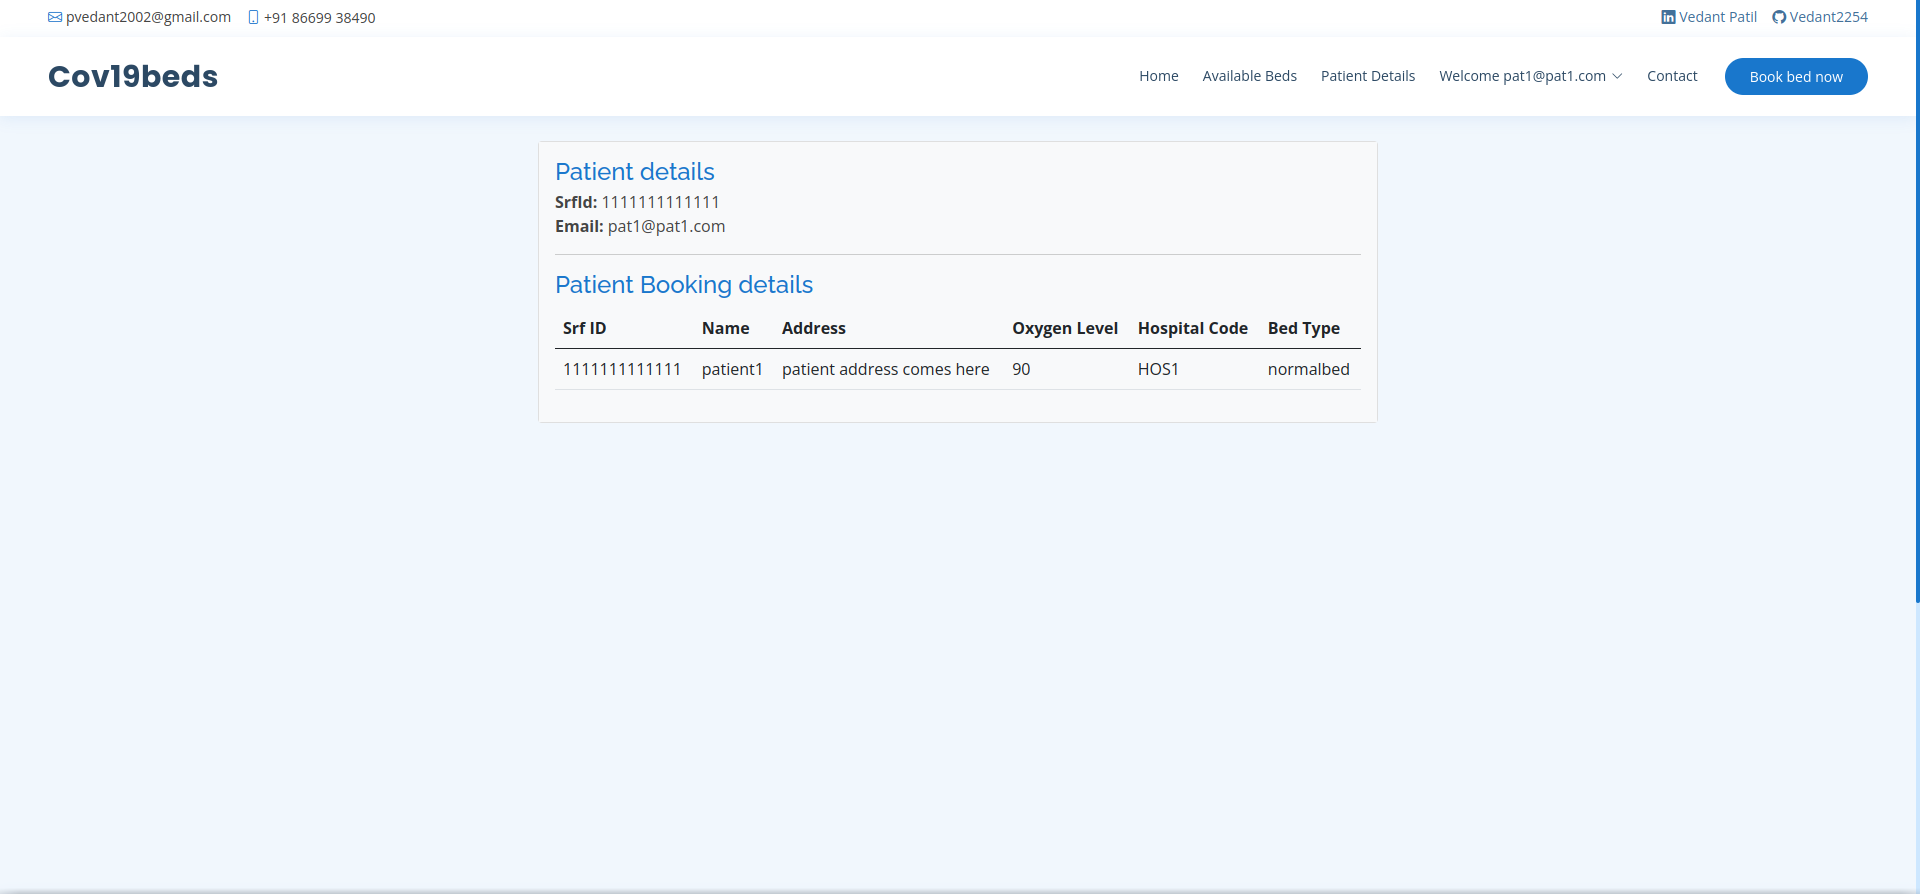 pvedant2002@gmail.com +91 86699 38490 Vedant Patil Vedant2254
Cov19beds Home Available Beds Patient Details Welcome pat1@pat1.com Contact Book bed now
Patient details
SrfId: 1111111111111
Email: pat1@pat1.com
Patient Booking details
Srf ID Name Address Oxygen Level Hospital Code Bed Type
1111111111111 patient1 patient address comes here 90 HOS1 normalbed